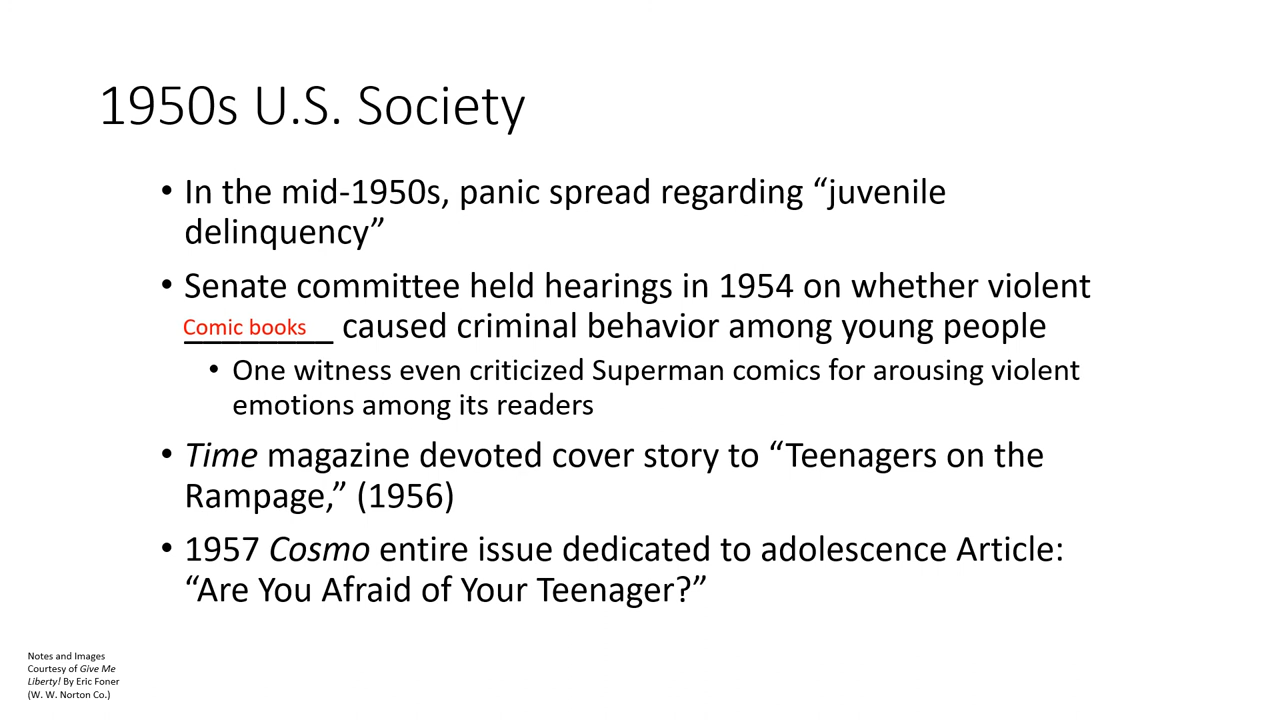 1950s U.S. Society
• In the mid-1950s, panic spread regarding “juvenile
delinquency”
• Senate committee held hearings in 1954 on whether violent
Comic books caused criminal behavior among young people
• One witness even criticized Superman comics for arousing violent
emotions among its readers
• Time magazine devoted cover story to “Teenagers on the
Rampage,” (1956)
• 1957 Cosmo entire issue dedicated to adolescence Article:
“Are You Afraid of Your Teenager?”
Notes and Images
Courtesy of Give Me
Liberty! By Eric Foner
(W. W. Norton Co.)